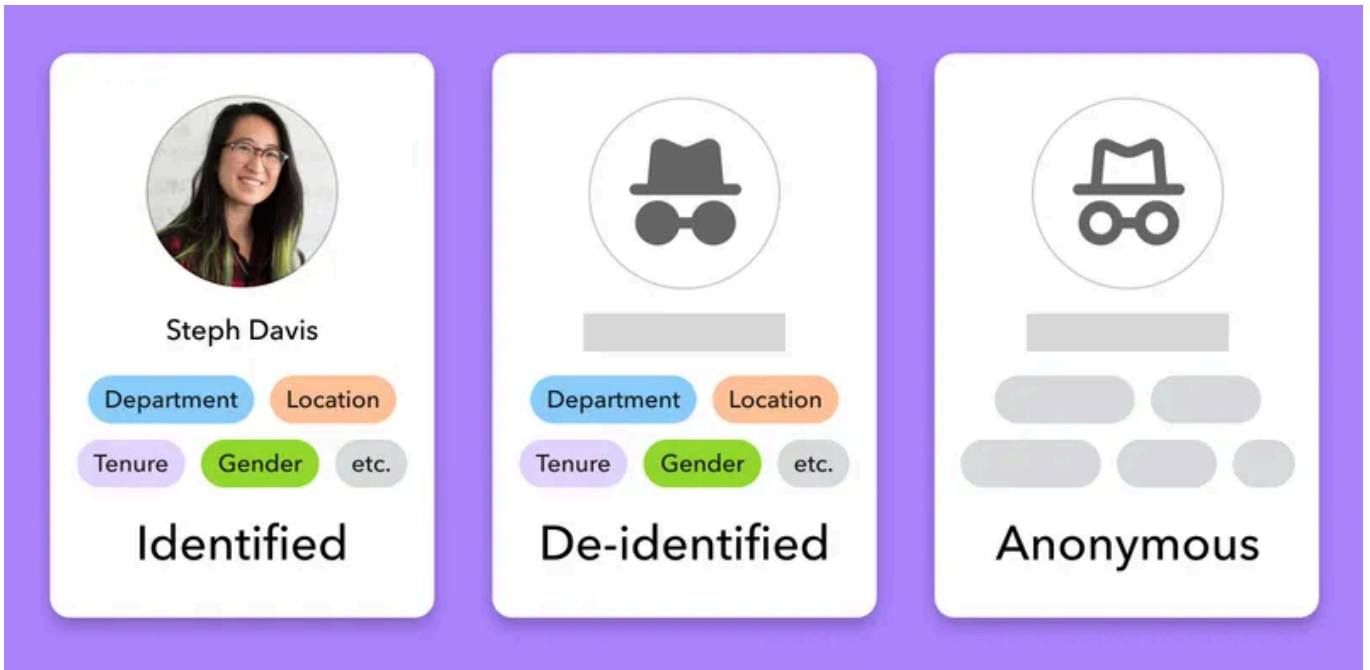 Steph Davis
Department Location
Tenure Gender etc.
Identified
Department Location
Tenure Gender etc.
De-identified
Anonymous